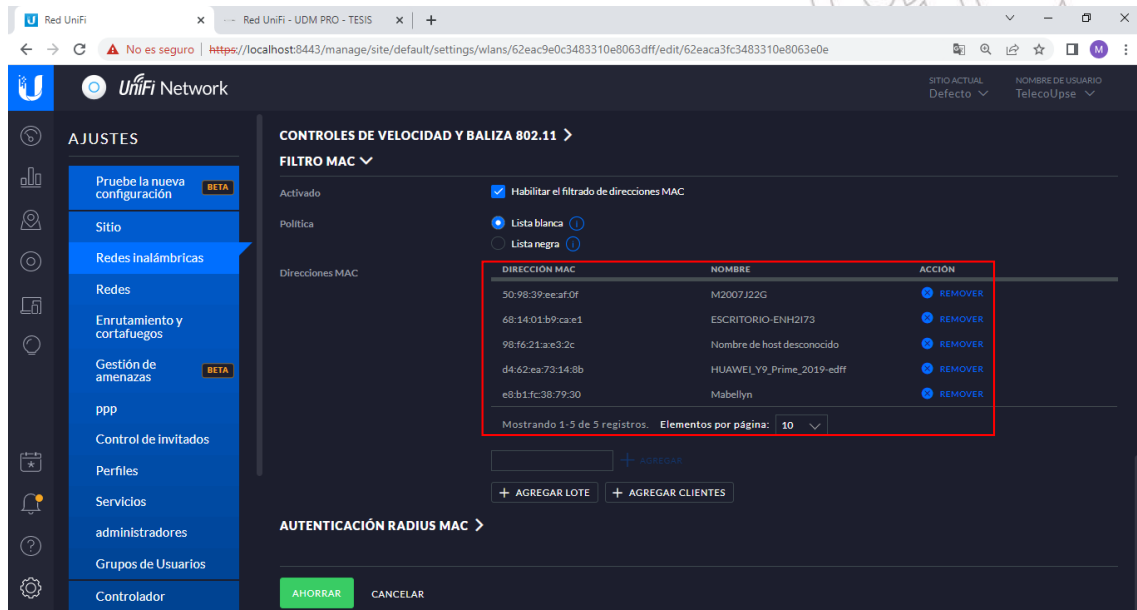 Red UniFi
Red UniFi - UDM PRO - TESIS
No es seguro | https://localhost:8443/manage/site/default/settings/wlans/62eac9e0c3483310e8063dff/edit/62eaca3fc3483310e8063e0e
M
UniFi Network
SITIO ACTUAL
Defecto
NOMBRE DE USUARIO
TelecoUpse
AJUSTES
Pruebe la nueva
configuración
BETA
Sitio
Redes inalámbricas
Redes
Enrutamiento y
cortafuegos
Gestión de
amenazas
BETA
ppp
Control de invitados
Perfiles
Servicios
administradores
Grupos de Usuarios
Controlador
CONTROLES DE VELOCIDAD Y BALIZA 802.11
FILTRO MAC
Activado
Habilitar el filtrado de direcciones MAC
Política
Lista blanca
Lista negra
Direcciones MAC
DIRECCIÓN MAC NOMBRE ACCIÓN
50:98:39:ee:af:0f M2007J22G REMOVER
68:14:01:b9:ca:e1 ESCRITORIO-ENH2I73 REMOVER
98:f6:21:a:e3:2c Nombre de host desconocido REMOVER
d4:62:ea:73:14:8b HUAWEI_Y9_Prime_2019-edff REMOVER
e8:b1:fc:38:79:30 Mabellyn REMOVER
Mostrando 1-5 de 5 registros. Elementos por página: 10
+ AGREGAR
+ AGREGAR LOTE + AGREGAR CLIENTES
AUTENTICACIÓN RADIUS MAC
AHORRAR CANCELAR